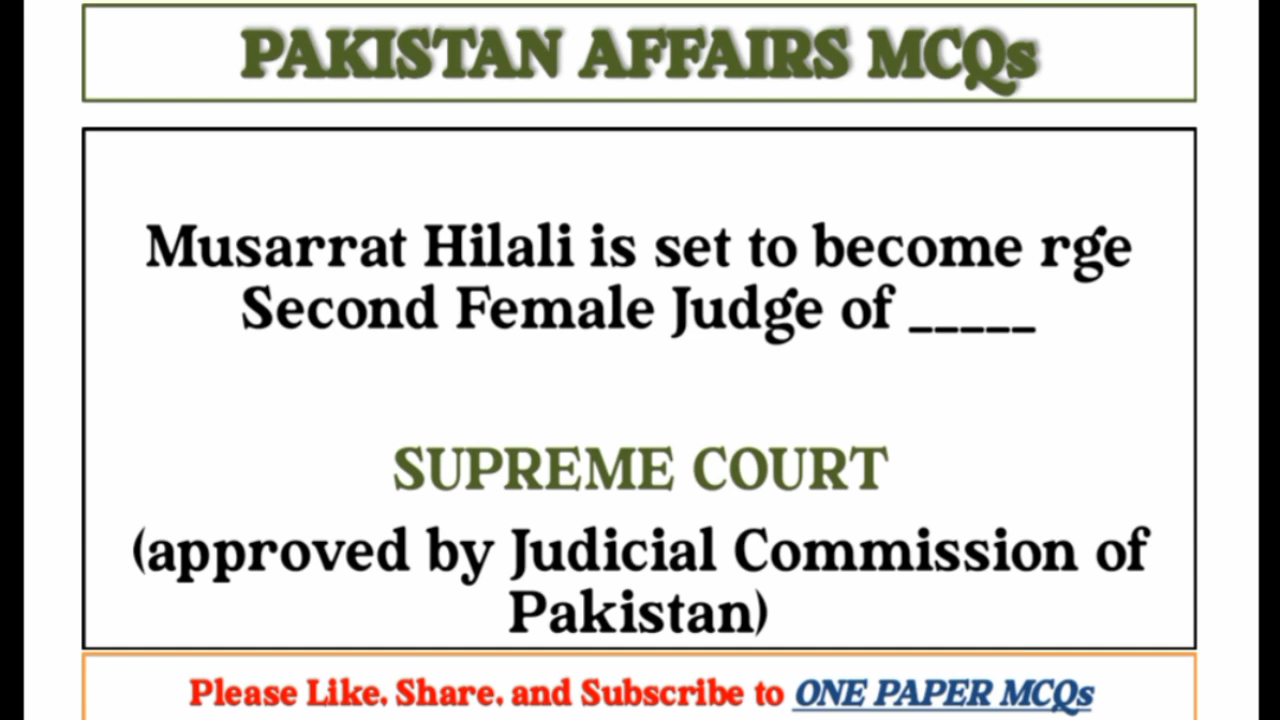 PAKISTAN AFFAIRS MCQs
Musarrat Hilali is set to become rge
Second Female Judge of _____
SUPREME COURT
(approved by Judicial Commission of
Pakistan)
Please Like. Share. and Subscribe to ONE PAPER MCQs